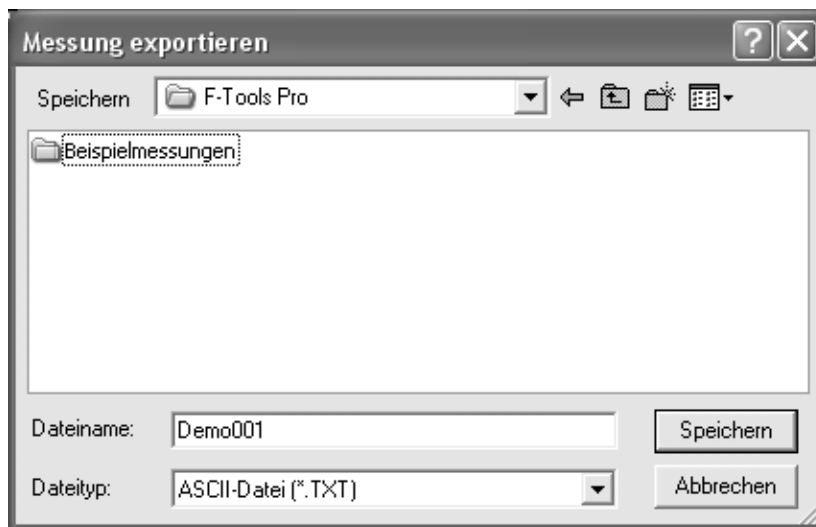 Messung exportieren
Speichern F-Tools Pro
Beispielmessungen
Dateiname: Demo001 Speichern
Dateityp: ASCII-Datei (*.TXT) Abbrechen